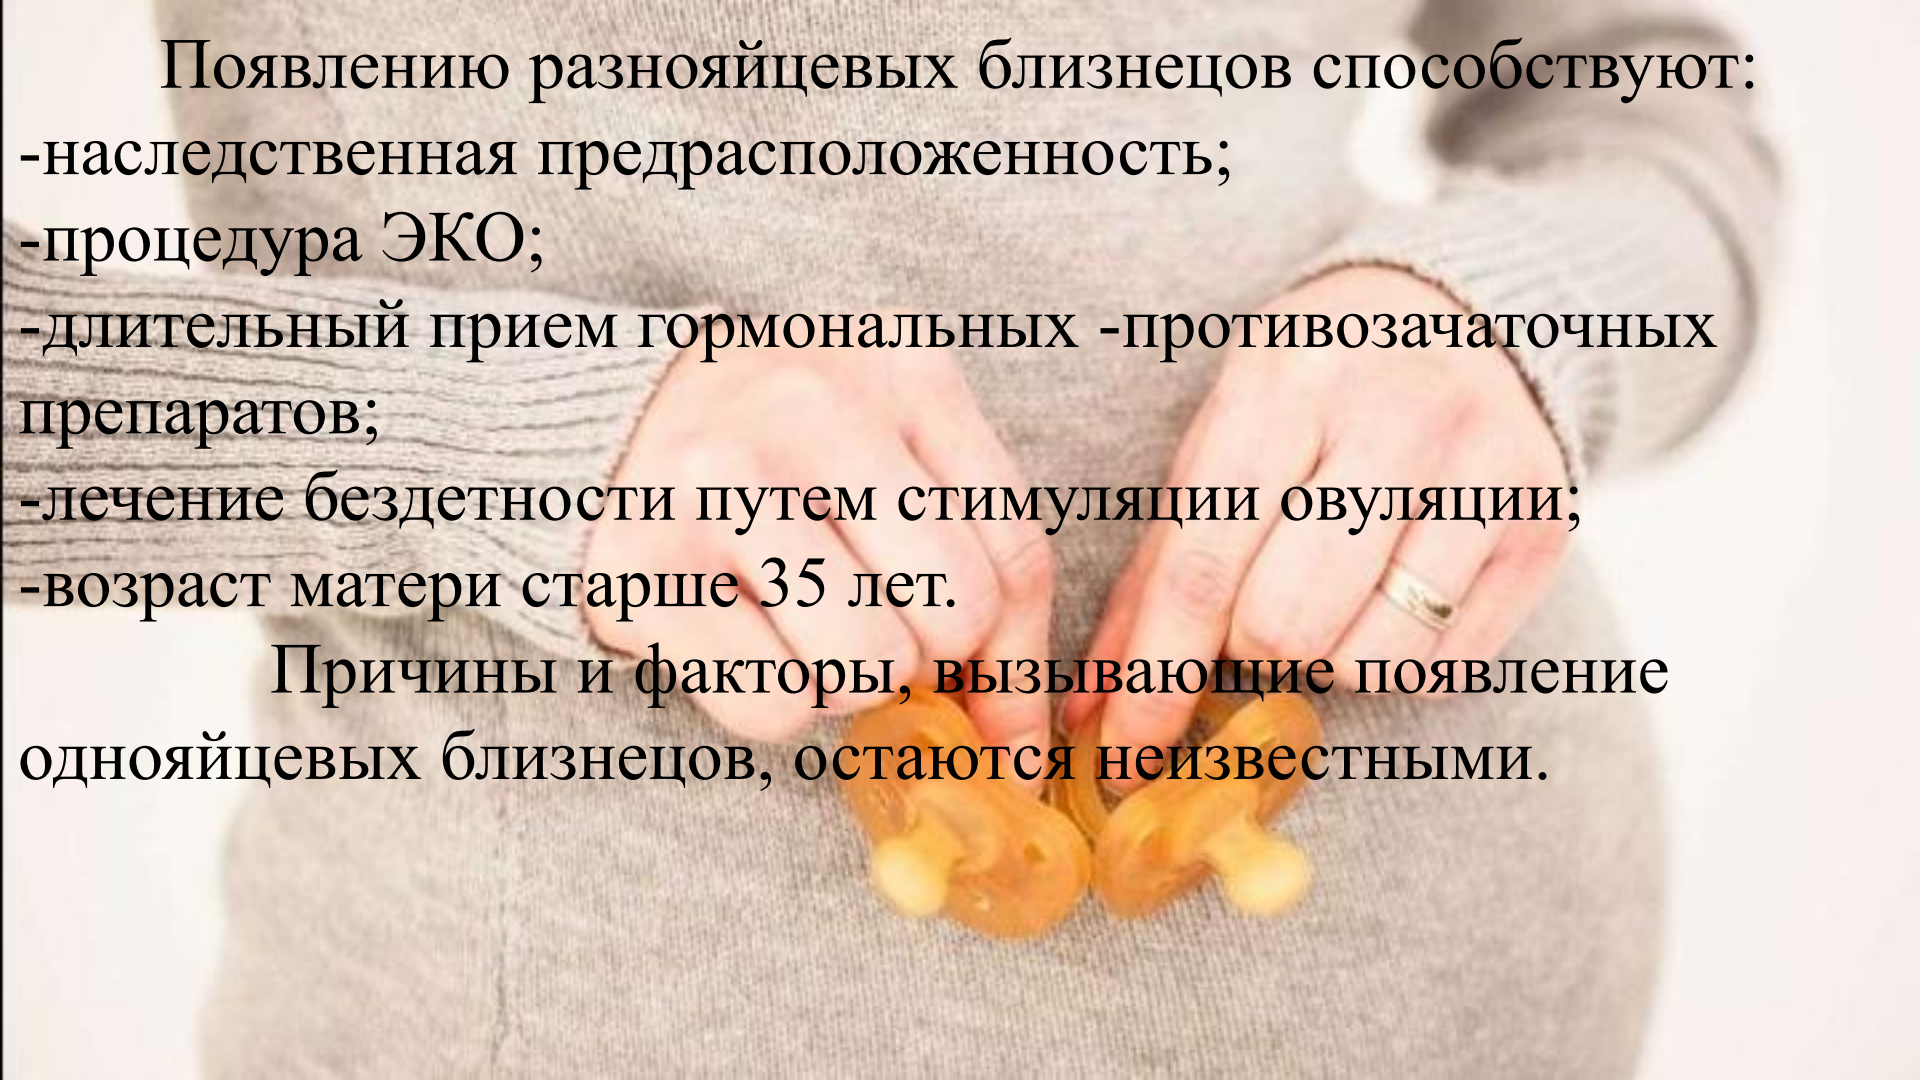 Появлению разнояйцевых близнецов способствуют:
-наследственная предрасположенность;
-процедура ЭКО;
-длительный прием гормональных -противозачаточных
препаратов;
-лечение бездетности путем стимуляции овуляции;
-возраст матери старше 35 лет.
Причины и факторы, вызывающие появление
однояйцевых близнецов, остаются неизвестными.